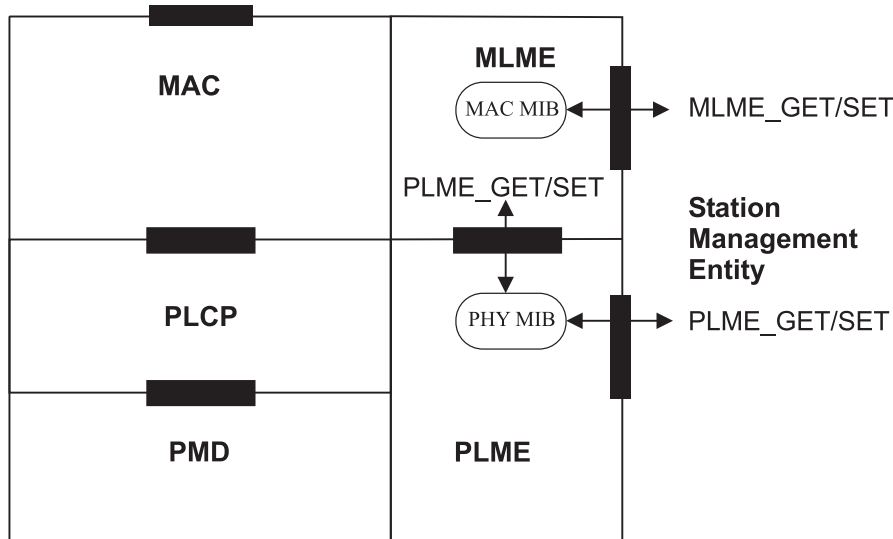 MAC
MLME
MAC MIB
MLME_GET/SET
PLME_GET/SET
Station
Management
Entity
PLCP
PHY MIB
PLME_GET/SET
PMD
PLME